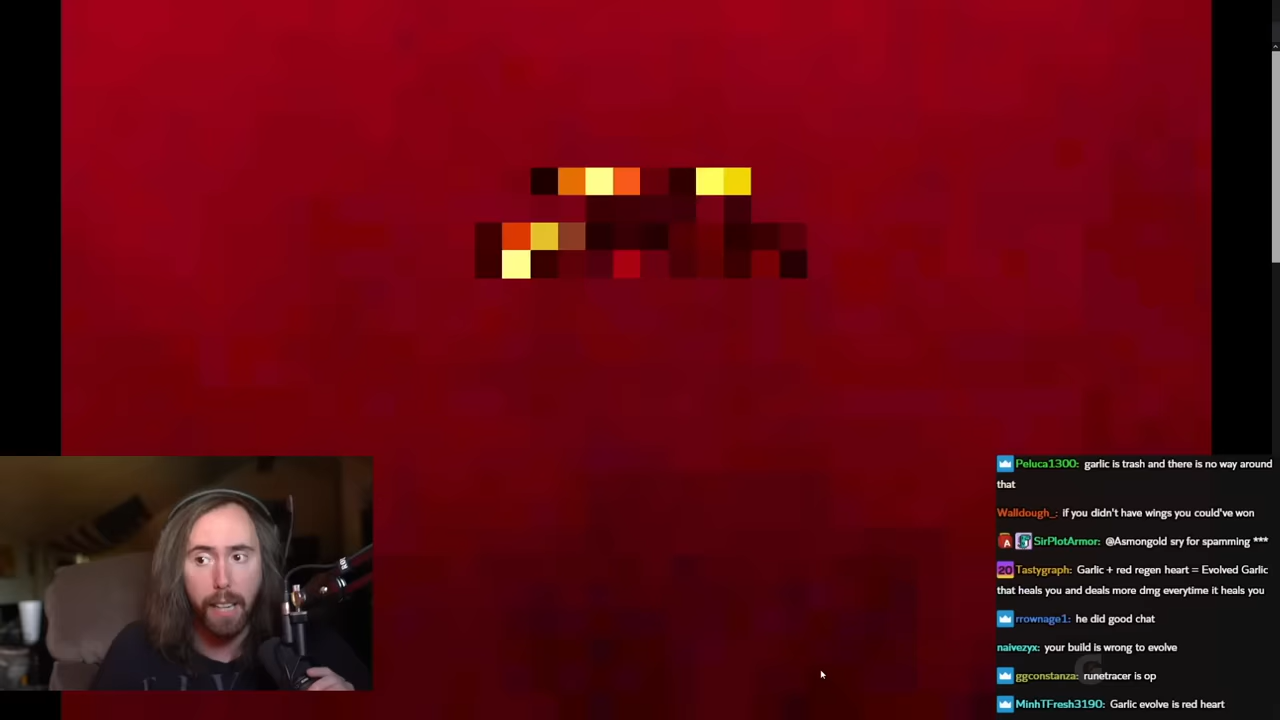 Peluca1300: garlic is trash and there is no way around
that
Walldough_: if you didn't have wings you could've won
SirPlotArmor: @Asmongold sry for spamming ***
20 Tastygraph: Garlic + red regen heart = Evolved Garlic
that heals you and deals more dmg everytime it heals you
rrownage1: he did good chat
naivezyx: your build is wrong to evolve
ggconstanza: runetracer is op
MinhTFresh3190: Garlic evolve is red heart